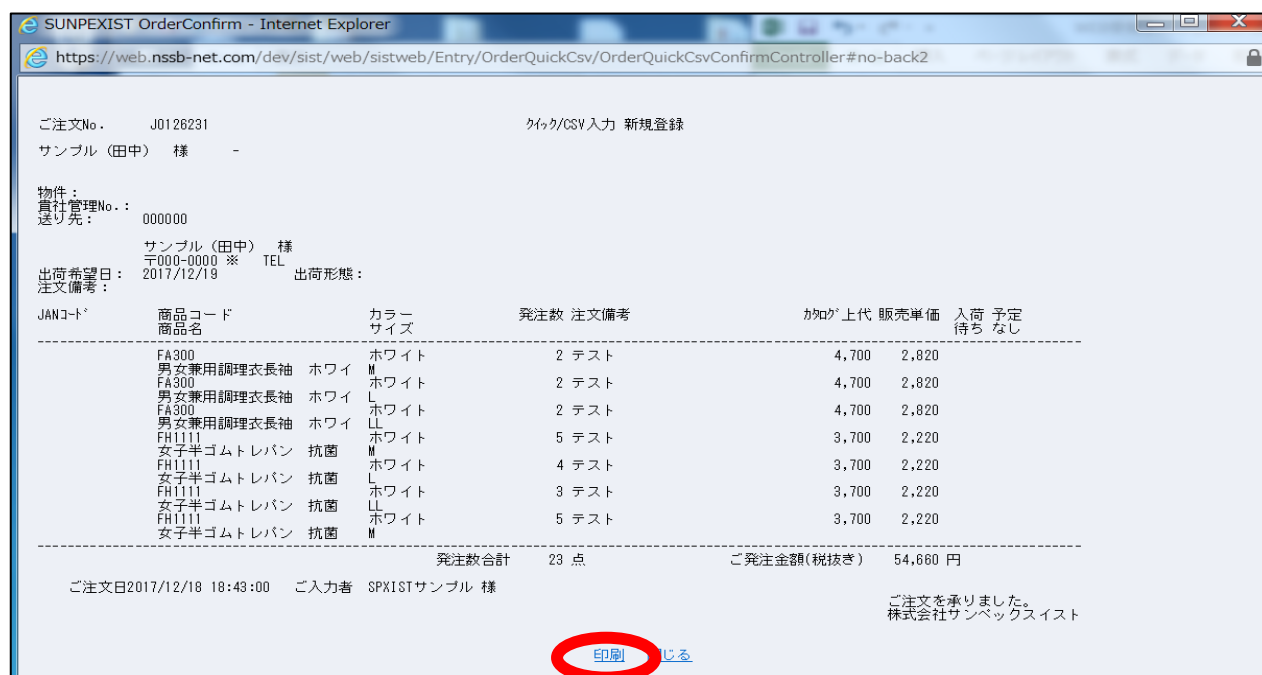 SUNPEXIST OrderConfirm - Internet Explorer
https://web.nssb-net.com/dev/sist/web/sistweb/Entry/OrderQuickCsv/OrderQuickCsvConfirmController#no-back2
ご注文No. J0126231 クイック/CSV入力 新規登録
サンプル（田中） 様 -
物件：
貴社管理No.：
送り先： 000000
サンプル（田中） 様
〒000-0000 ※ TEL
出荷希望日： 2017/12/19 出荷形態：
注文備考：
JANコード 商品コード カラー 発注数 注文備考 カタログ上代 販売単価 入荷 予定
商品名 サイズ 待ち なし
FA300 ホワイト 2 テスト 4,700 2,820
男女兼用調理衣長袖 ホワイ M
FA300 ホワイト 2 テスト 4,700 2,820
男女兼用調理衣長袖 ホワイ L
FA300 ホワイト 2 テスト 4,700 2,820
男女兼用調理衣長袖 ホワイ LL
FH1111 ホワイト 5 テスト 3,700 2,220
女子半ゴムトレパン 抗菌 M
FH1111 ホワイト 4 テスト 3,700 2,220
女子半ゴムトレパン 抗菌 L
FH1111 ホワイト 3 テスト 3,700 2,220
女子半ゴムトレパン 抗菌 LL
FH1111 ホワイト 5 テスト 3,700 2,220
女子半ゴムトレパン 抗菌 M
発注数合計 23 点 ご発注金額(税抜き) 54,660 円
ご注文日2017/12/18 18:43:00 ご入力者 SPXISTサンプル 様
ご注文を承りました。
株式会社サンペックスイスト
印刷 じる